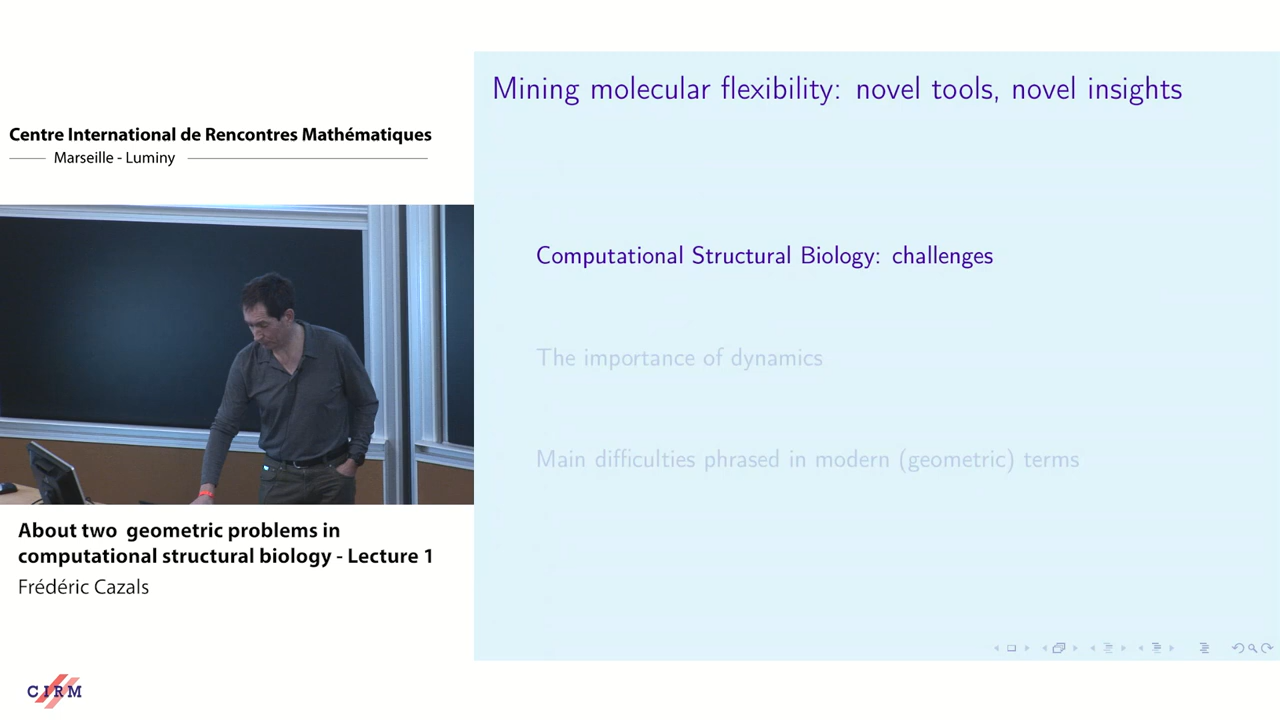 Centre International de Rencontres Mathématiques
Marseille - Luminy
About two geometric problems in
computational structural biology - Lecture 1
Frédéric Cazals
CIRM
Mining molecular flexibility: novel tools, novel insights
Computational Structural Biology: challenges
The importance of dynamics
Main difficulties phrased in modern (geometric) terms